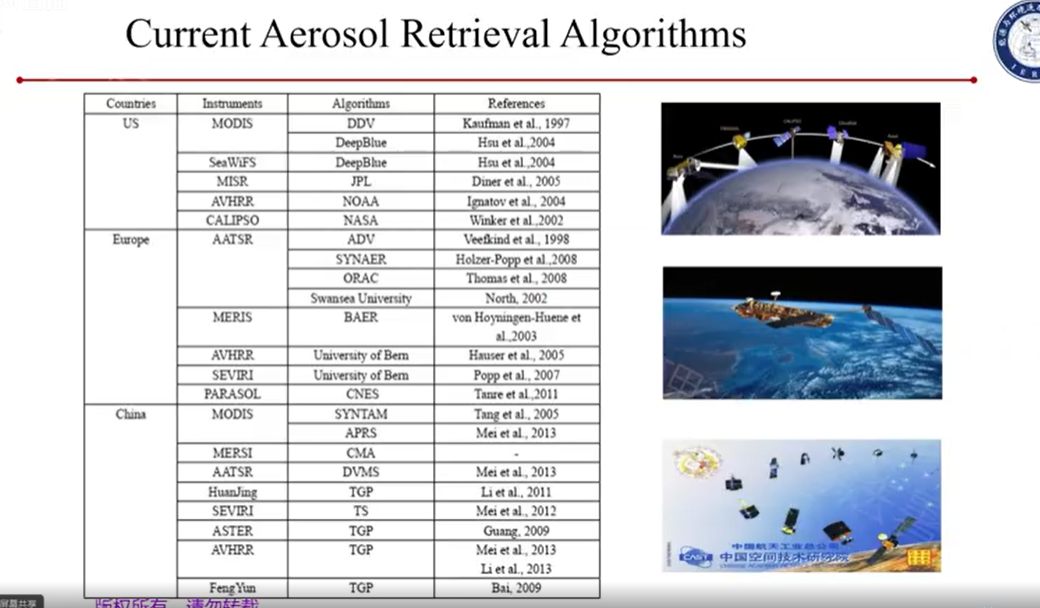 Current Aerosol Retrieval Algorithms
Countries Instruments Algorithms References
US MODIS DDV Kaufman et al., 1997
DeepBlue Hsu et al.,2004
SeaWiFS DeepBlue Hsu et al.,2004
MISR JPL Diner et al., 2005
AVHRR NOAA Ignatov et al., 2004
CALIPSO NASA Winker et al.,2002
Europe AATSR ADV Veefkind et al., 1998
SYNAER Holzer-Popp et al.,2008
ORAC Thomas et al., 2008
Swansea University North, 2002
MERIS BAER von Hoyningen-Huene et
al.,2003
AVHRR University of Bern Hauser et al., 2005
SEVIRI University of Bern Popp et al., 2007
PARASOL CNES Tanre et al.,2011
China MODIS SYNTAM Tang et al., 2005
APRS Mei et al., 2013
MERSI CMA -
AATSR DVMS Mei et al., 2013
HuanJing TGP Li et al., 2011
SEVIRI TS Mei et al., 2012
ASTER TGP Guang, 2009
AVHRR TGP Mei et al., 2013
Li et al., 2013
FengYun TGP Bai, 2009
中国航天工业总公司
CAST 中国空间技术研究院
版权所有，请勿转载
屏幕共享